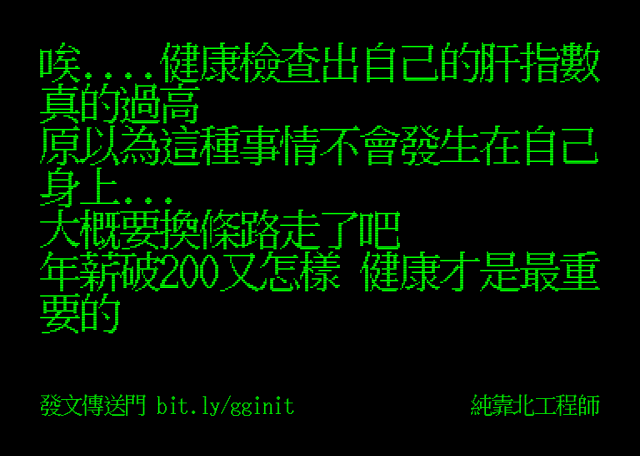 唉....健康檢查出自己的肝指數
真的過高
原以為這種事情不會發生在自己
身上...
大概要換條路走了吧
年薪破200又怎樣 健康才是最重
要的
發文傳送門 bit.ly/gginit
純靠北工程師